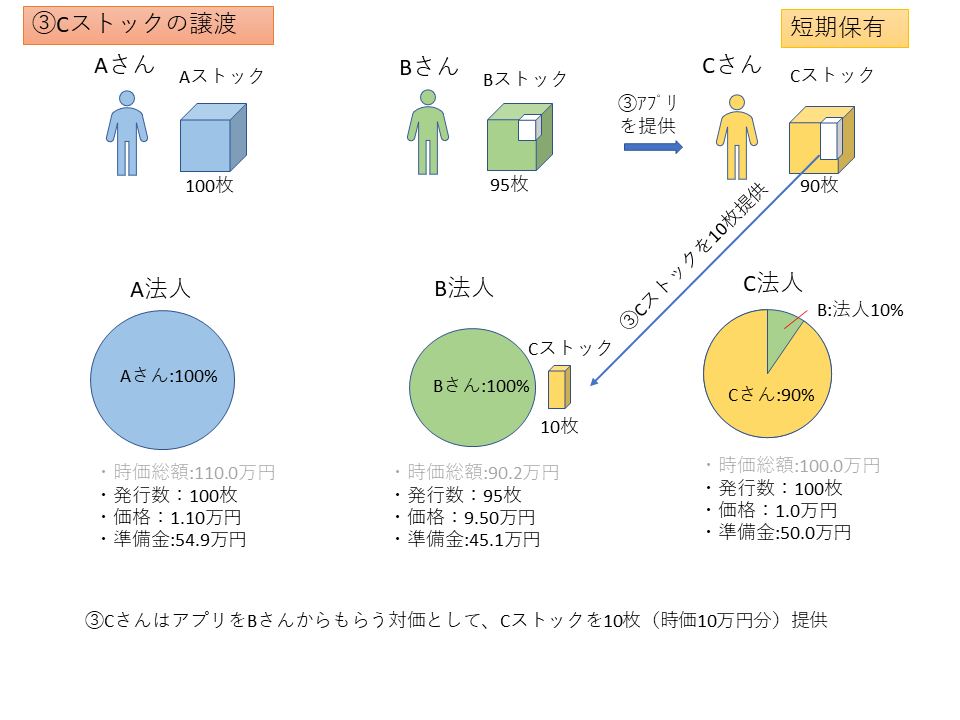 ③Cストックの譲渡
短期保有
Aさん
Aストック
100枚
Bさん
Bストック
95枚
③ｱﾌﾟﾘ
を提供
Cさん
Cストック
90枚
③Cストックを10枚提供
A法人
Aさん:100%
・時価総額:110.0万円
・発行数：100枚
・価格：1.10万円
・準備金:54.9万円
B法人
Bさん:100%
Cストック
10枚
・時価総額:90.2万円
・発行数：95枚
・価格：9.50万円
・準備金:45.1万円
C法人
B:法人10%
Cさん:90%
・時価総額:100.0万円
・発行数：100枚
・価格：1.0万円
・準備金:50.0万円
③CさんはアプリをBさんからもらう対価として、Cストックを10枚（時価10万円分）提供